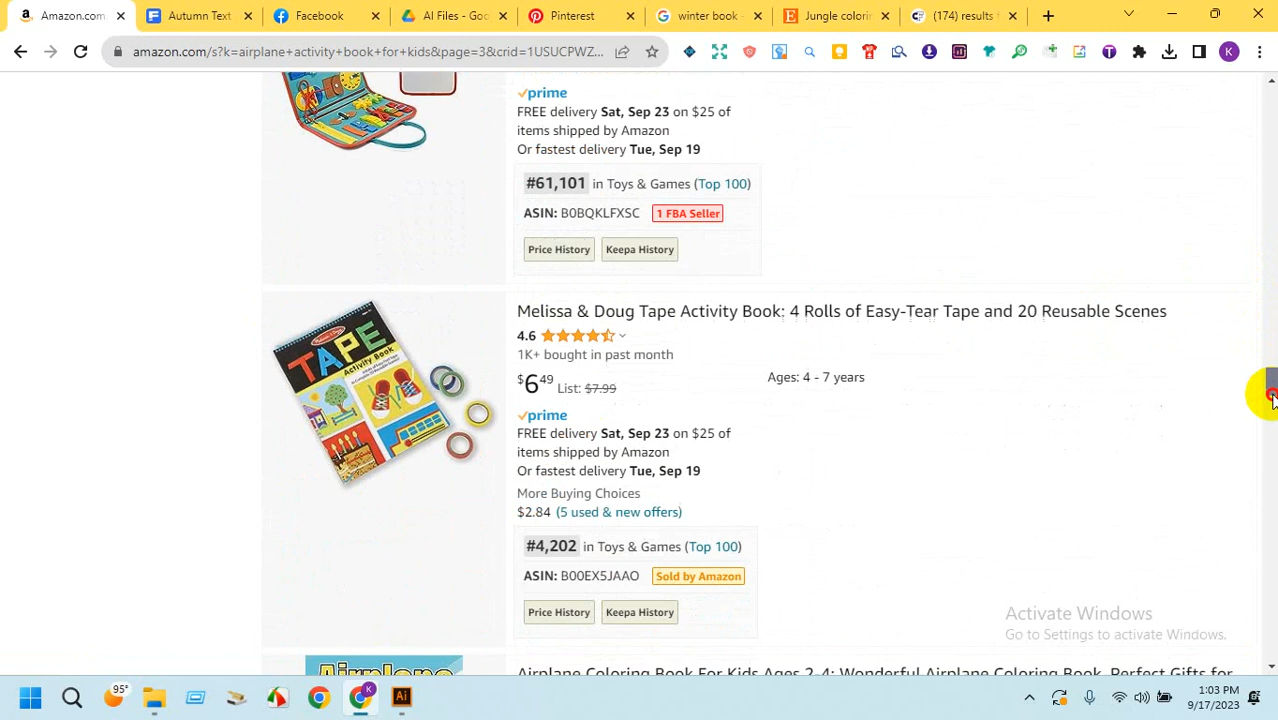 Amazon.com
Autumn Text
Facebook
AI Files - Goo
Pinterest
winter book -
Jungle colorin
(174) results f
amazon.com/s?k=airplane+activity+book+for+kids&page=3&crid=1USUCPWZ...
K
prime
FREE delivery Sat, Sep 23 on $25 of
items shipped by Amazon
Or fastest delivery Tue, Sep 19
#61,101 in Toys & Games (Top 100)
ASIN: B0BQKLFXSC 1 FBA Seller
Price History Keepa History
TAPE
Activity Book
Melissa & Doug Tape Activity Book: 4 Rolls of Easy-Tear Tape and 20 Reusable Scenes
4.6
1K+ bought in past month
$6.49 List: $7.99
Ages: 4 - 7 years
prime
FREE delivery Sat, Sep 23 on $25 of
items shipped by Amazon
Or fastest delivery Tue, Sep 19
More Buying Choices
$2.84 (5 used & new offers)
#4,202 in Toys & Games (Top 100)
ASIN: B00EX5JAAO Sold by Amazon
Price History Keepa History
Activate Windows
Go to Settings to activate Windows.
Airplane
Airplane Coloring Book For Kids Ages 2-4: Wonderful Airplane Coloring Book, Perfect Gifts for
95°
K
Ai
1:03 PM
9/17/2023